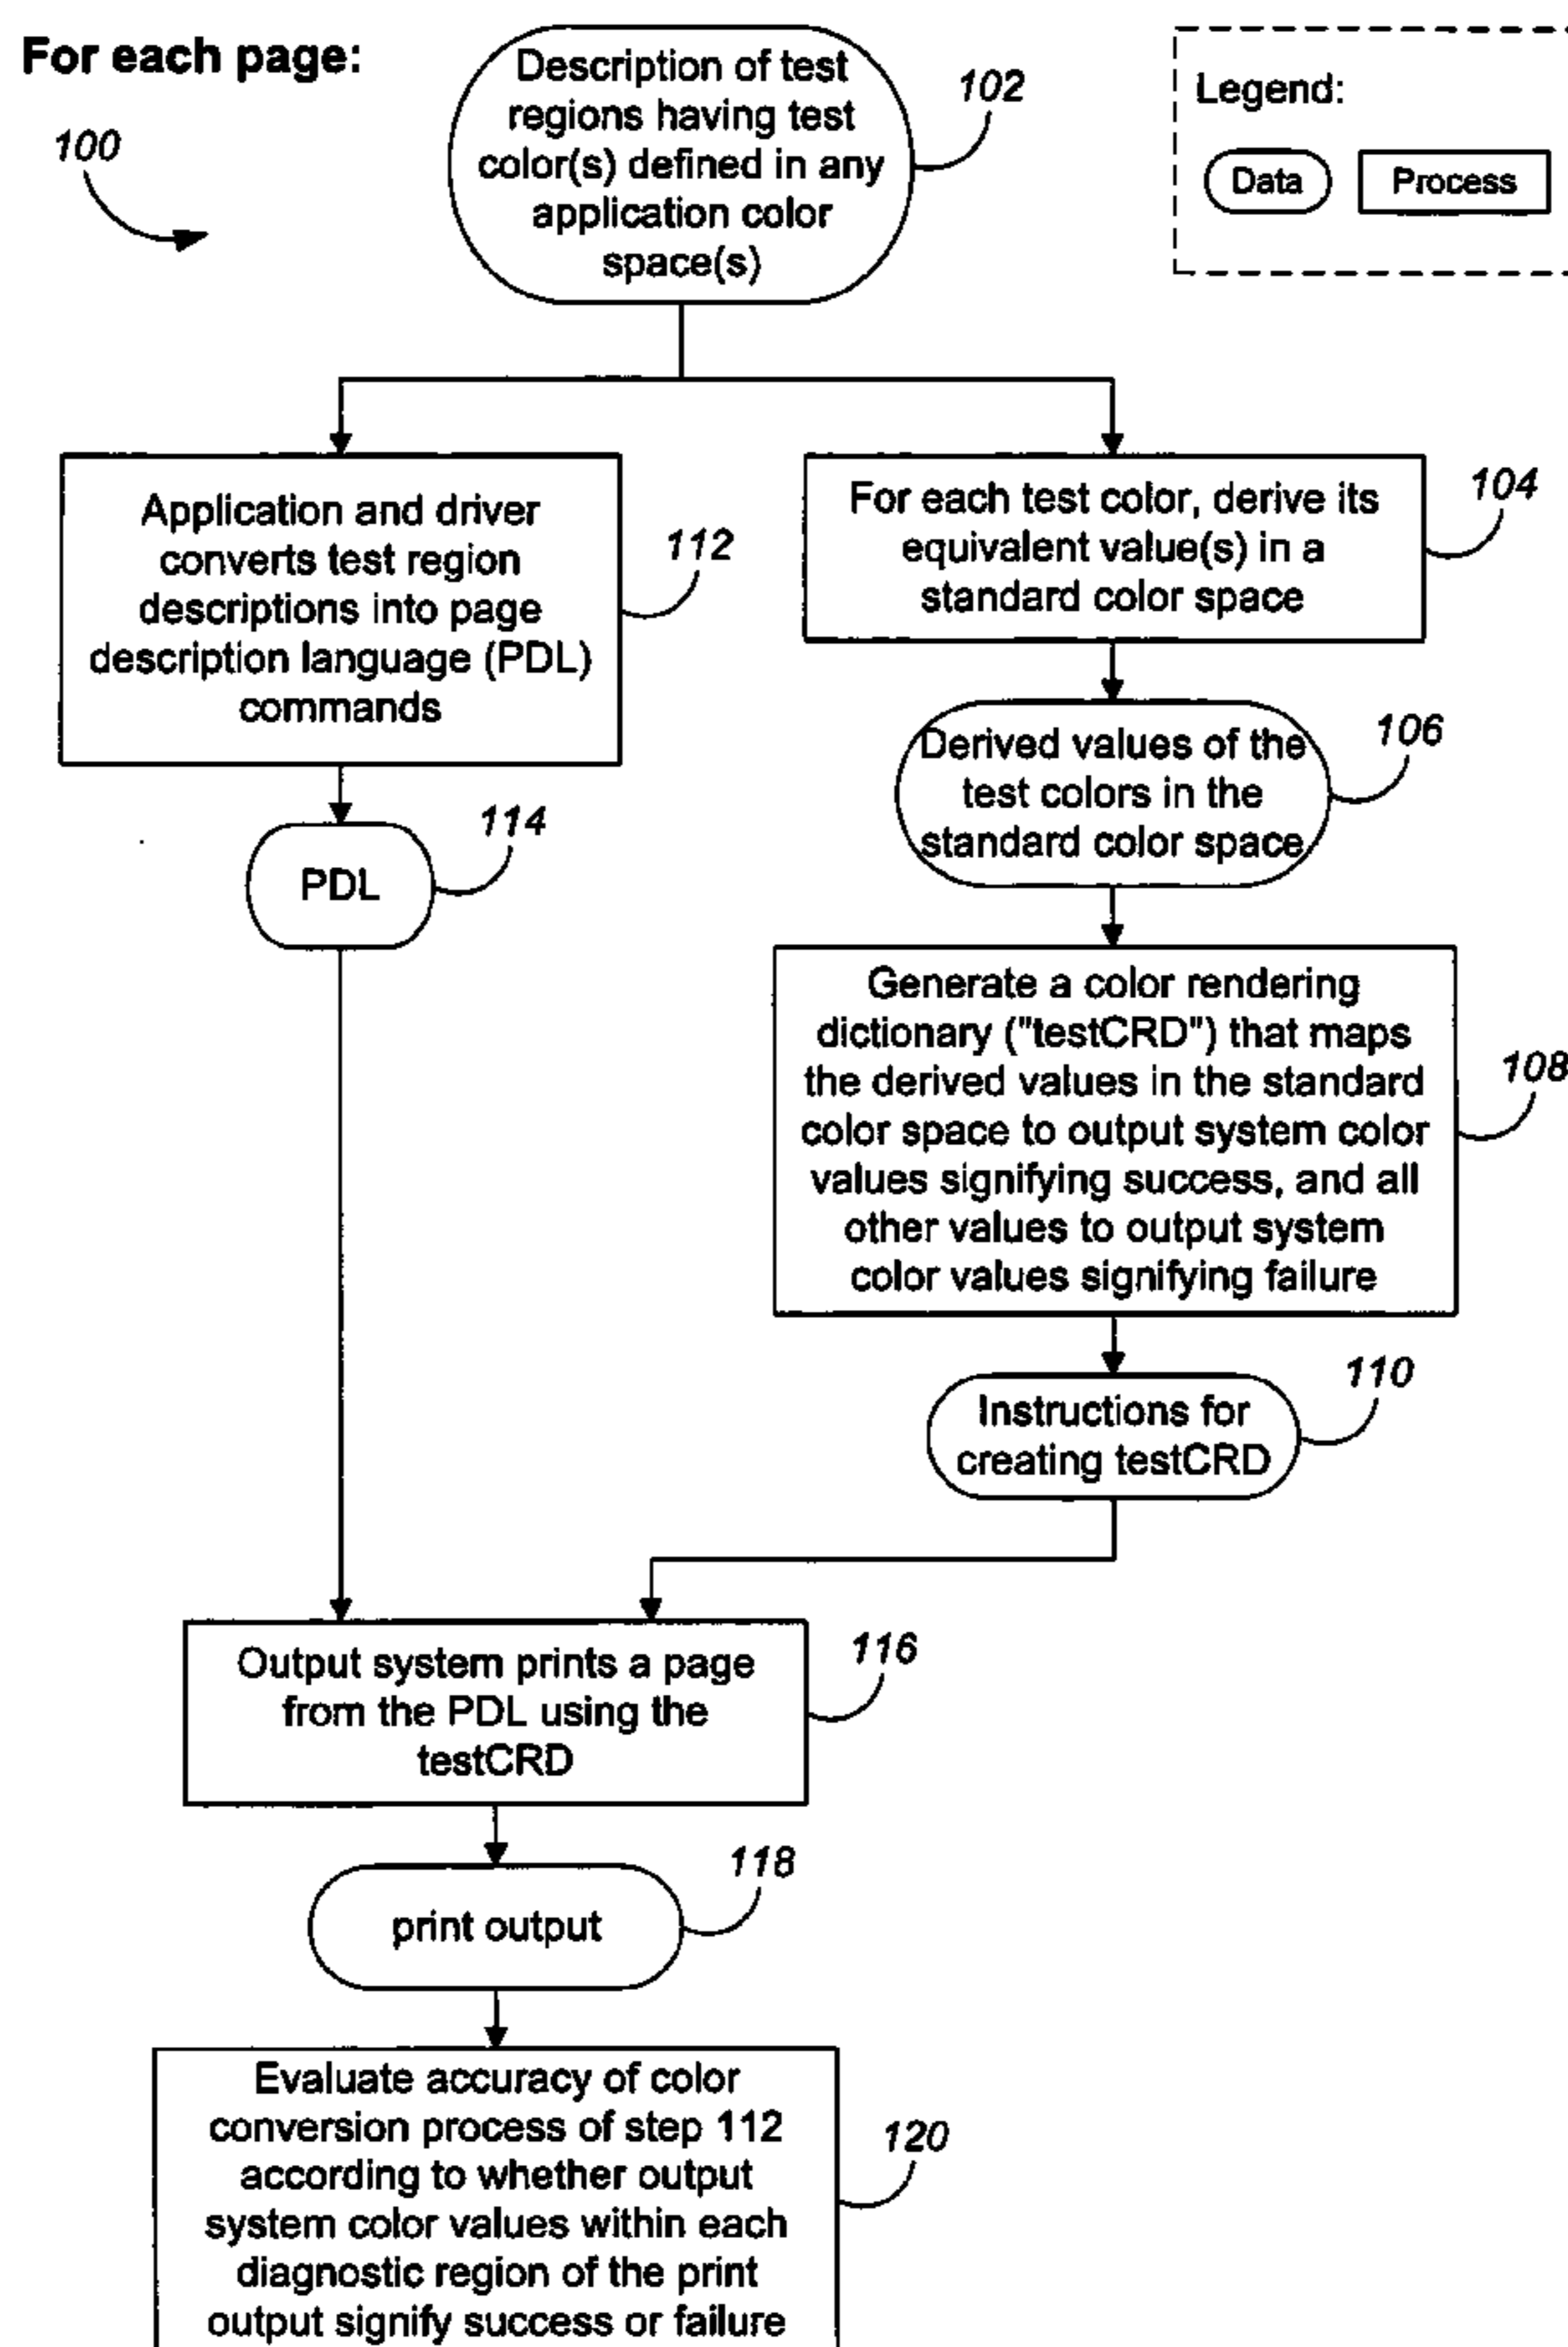 For each page:
100
Description of test
regions having test
color(s) defined in any
application color
space(s)
102
Legend:
Data
Process
Application and driver
converts test region
descriptions into page
description language (PDL)
commands
112
For each test color, derive its
equivalent value(s) in a
standard color space
104
PDL
114
Derived values of the
test colors in the
standard color space
106
Generate a color rendering
dictionary ("testCRD") that maps
the derived values in the standard
color space to output system color
values signifying success, and all
other values to output system
color values signifying failure
108
Instructions for
creating testCRD
110
Output system prints a page
from the PDL using the
testCRD
116
print output
118
Evaluate accuracy of color
conversion process of step 112
according to whether output
system color values within each
diagnostic region of the print
output signify success or failure
120